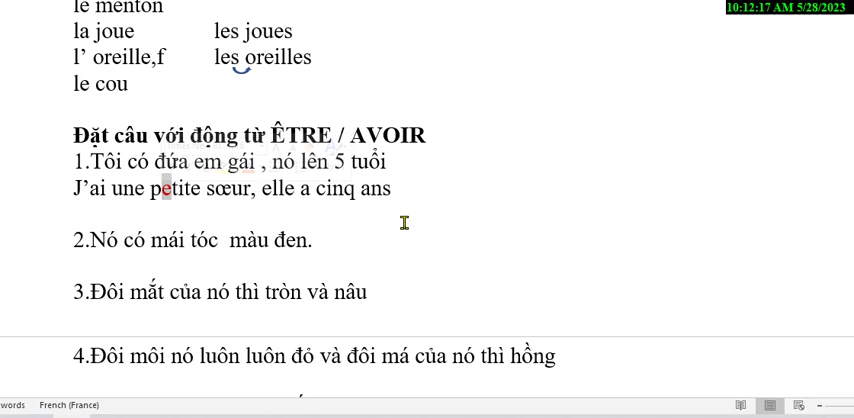 10:12:17 AM 5/28/2023
le menton
la joue les joues
l’ oreille,f les oreilles
le cou
Đặt câu với động từ ÊTRE / AVOIR
1.Tôi có đứa em gái , nó lên 5 tuổi
J’ai une petite sœur, elle a cinq ans
2.Nó có mái tóc màu đen.
3.Đôi mắt của nó thì tròn và nâu
4.Đôi môi nó luôn luôn đỏ và đôi má của nó thì hồng
words French (France)